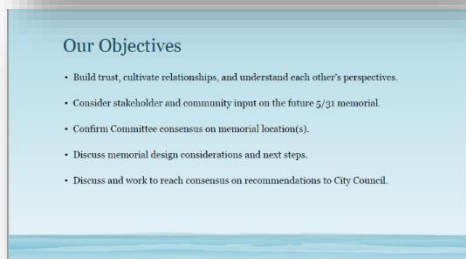 Our Objectives
• Build trust, cultivate relationships, and understand each other's perspectives.
• Consider stakeholder and community input on the future 5/31 memorial.
• Confirm Committee consensus on memorial location(s).
• Discuss memorial design considerations and next steps.
• Discuss and work to reach consensus on recommendations to City Council.